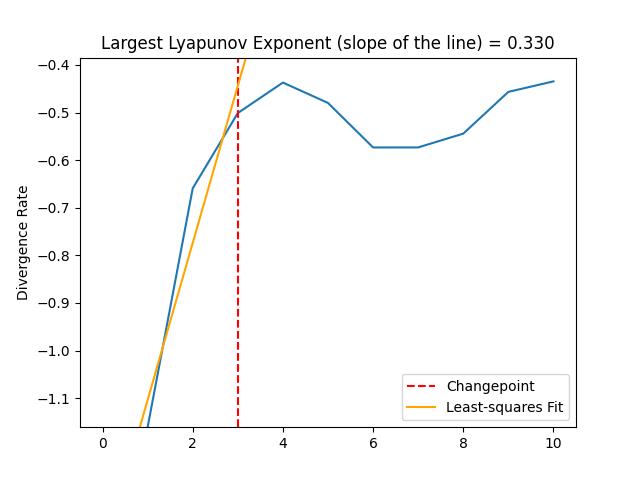 Largest Lyapunov Exponent (slope of the line) = 0.330
−0.4
−0.5
−0.6
−0.7
−0.8
−0.9
−1.0
−1.1
Divergence Rate
Changepoint
Least-squares Fit
0 2 4 6 8 10